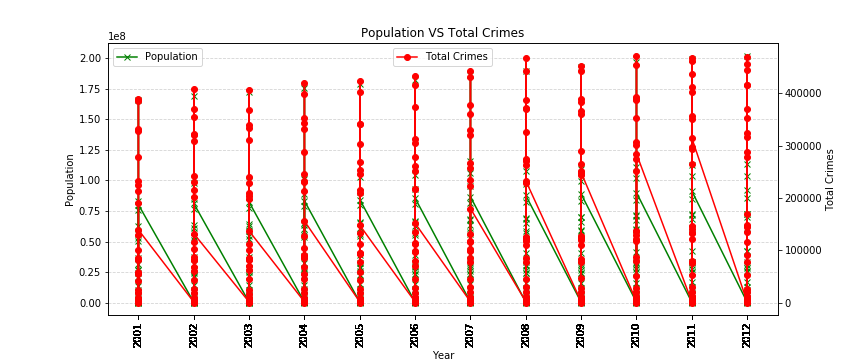 Population VS Total Crimes
1e8
Population
Total Crimes
2.00
1.75
1.50
1.25
1.00
0.75
0.50
0.25
0.00
Population
400000
300000
200000
100000
0
Total Crimes
2001 2002 2003 2004 2005 2006 2007 2008 2009 2010 2011 2012
Year